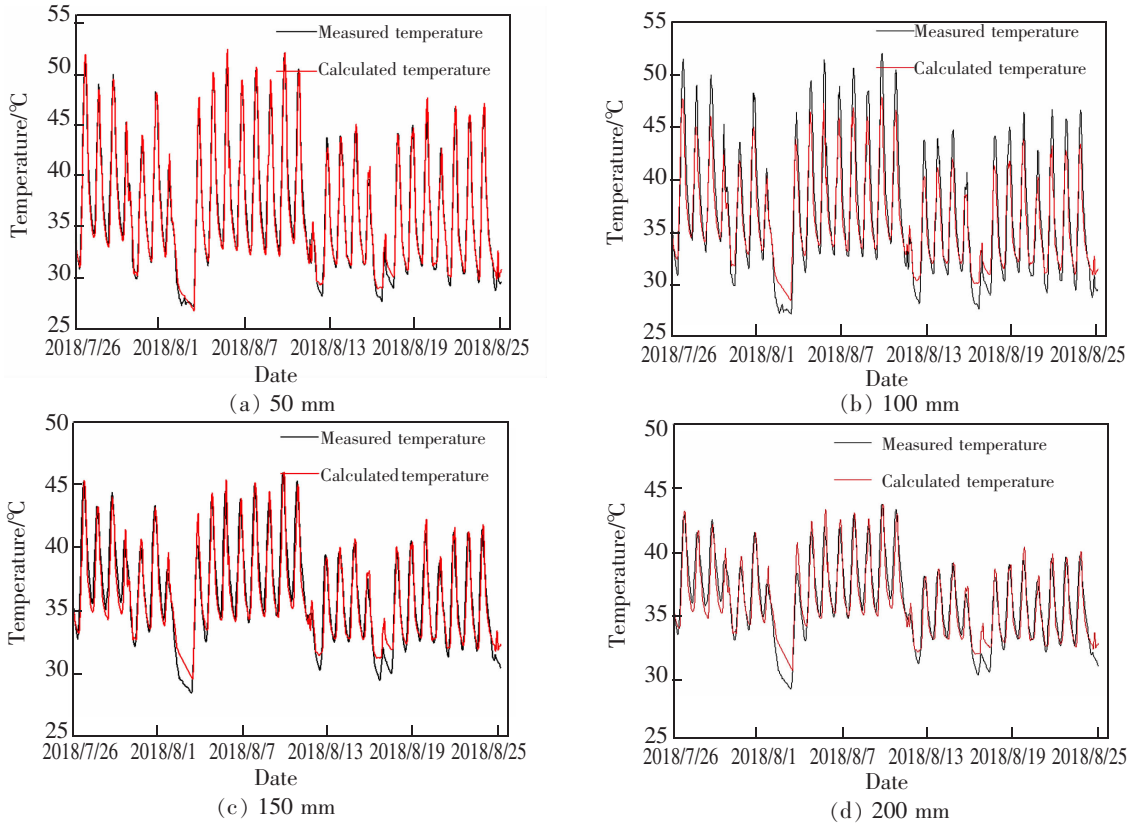 55
50
45
40
35
30
25
Temperature/℃
Measured temperature
Calculated temperature
2018/7/26 2018/8/1 2018/8/7 2018/8/13 2018/8/19 2018/8/25
Date
(a) 50 mm
55
50
45
40
35
30
25
Temperature/℃
Measured temperature
Calculated temperature
2018/7/26 2018/8/1 2018/8/7 2018/8/13 2018/8/19 2018/8/25
Date
(b) 100 mm
50
45
40
35
30
25
Temperature/℃
Measured temperature
Calculated temperature
2018/7/26 2018/8/1 2018/8/7 2018/8/13 2018/8/19 2018/8/25
Date
(c) 150 mm
50
45
40
35
30
25
Temperature/℃
Measured temperature
Calculated temperature
2018/7/26 2018/8/1 2018/8/7 2018/8/13 2018/8/19 2018/8/25
Date
(d) 200 mm